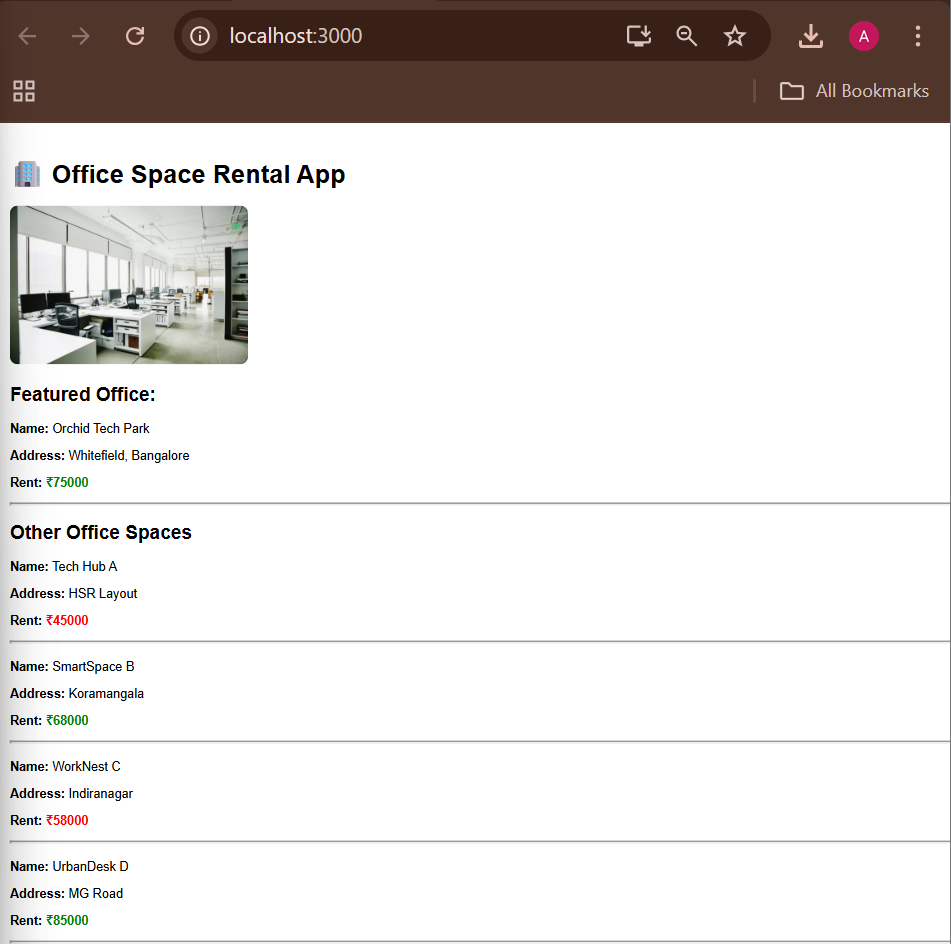 localhost:3000
A
All Bookmarks
Office Space Rental App
Featured Office:
Name: Orchid Tech Park
Address: Whitefield, Bangalore
Rent: ₹75000
Other Office Spaces
Name: Tech Hub A
Address: HSR Layout
Rent: ₹45000
Name: SmartSpace B
Address: Koramangala
Rent: ₹68000
Name: WorkNest C
Address: Indiranagar
Rent: ₹58000
Name: UrbanDesk D
Address: MG Road
Rent: ₹85000